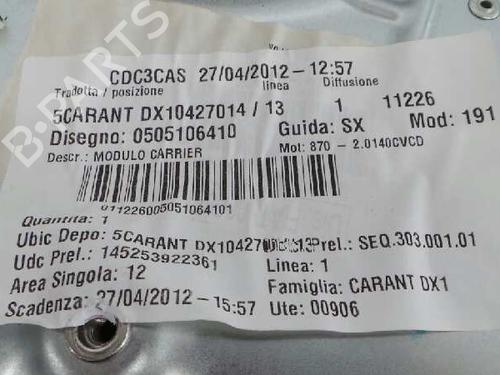 CDC3CAS 27/04/2012-12:57
Tradotta / posizione linea Diffusione
5CARANT DX10427014 / 13 1 11226
Disegno: 0505106410 Guida: SX Mod: 191
Descr.: MODULO CARRIER Mot: 870 - 2.0140CVCD
011226005051064101
Quantita: 1
Ubic Depo: 5CARANT DX10427014 Prel.: SEQ.303.001.01
Udc Prel.: 145253922361 Linea: 1
Area Singola: 12 Famiglia: CARANT DX1
Scadenza: 27/04/2012-15:57 Ute: 00906
B-PARTS